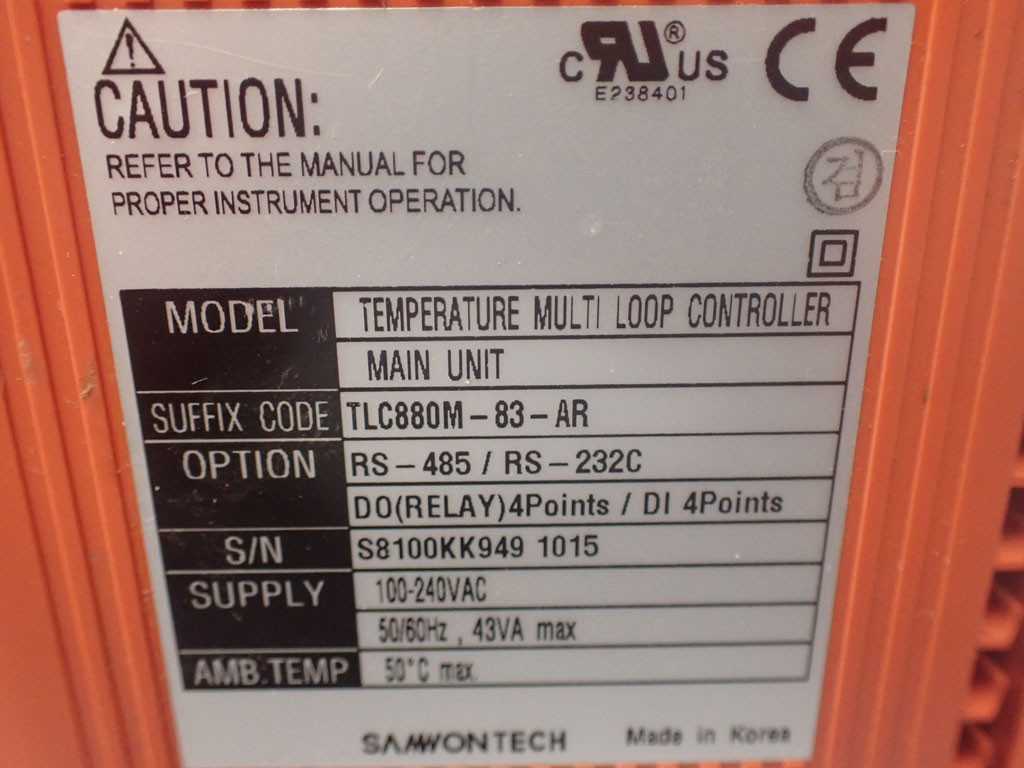 CAUTION:
REFER TO THE MANUAL FOR
PROPER INSTRUMENT OPERATION.
c RU ® US
E238401
CE
검
MODEL TEMPERATURE MULTI LOOP CONTROLLER
MAIN UNIT
SUFFIX CODE TLC880M-83-AR
OPTION RS-485 / RS-232C
DO(RELAY)4Points / DI 4Points
S/N S8100KK949 1015
SUPPLY 100-240VAC
50/60Hz , 43VA max
AMB.TEMP 50°C max.
SAMWONTECH Made in Korea